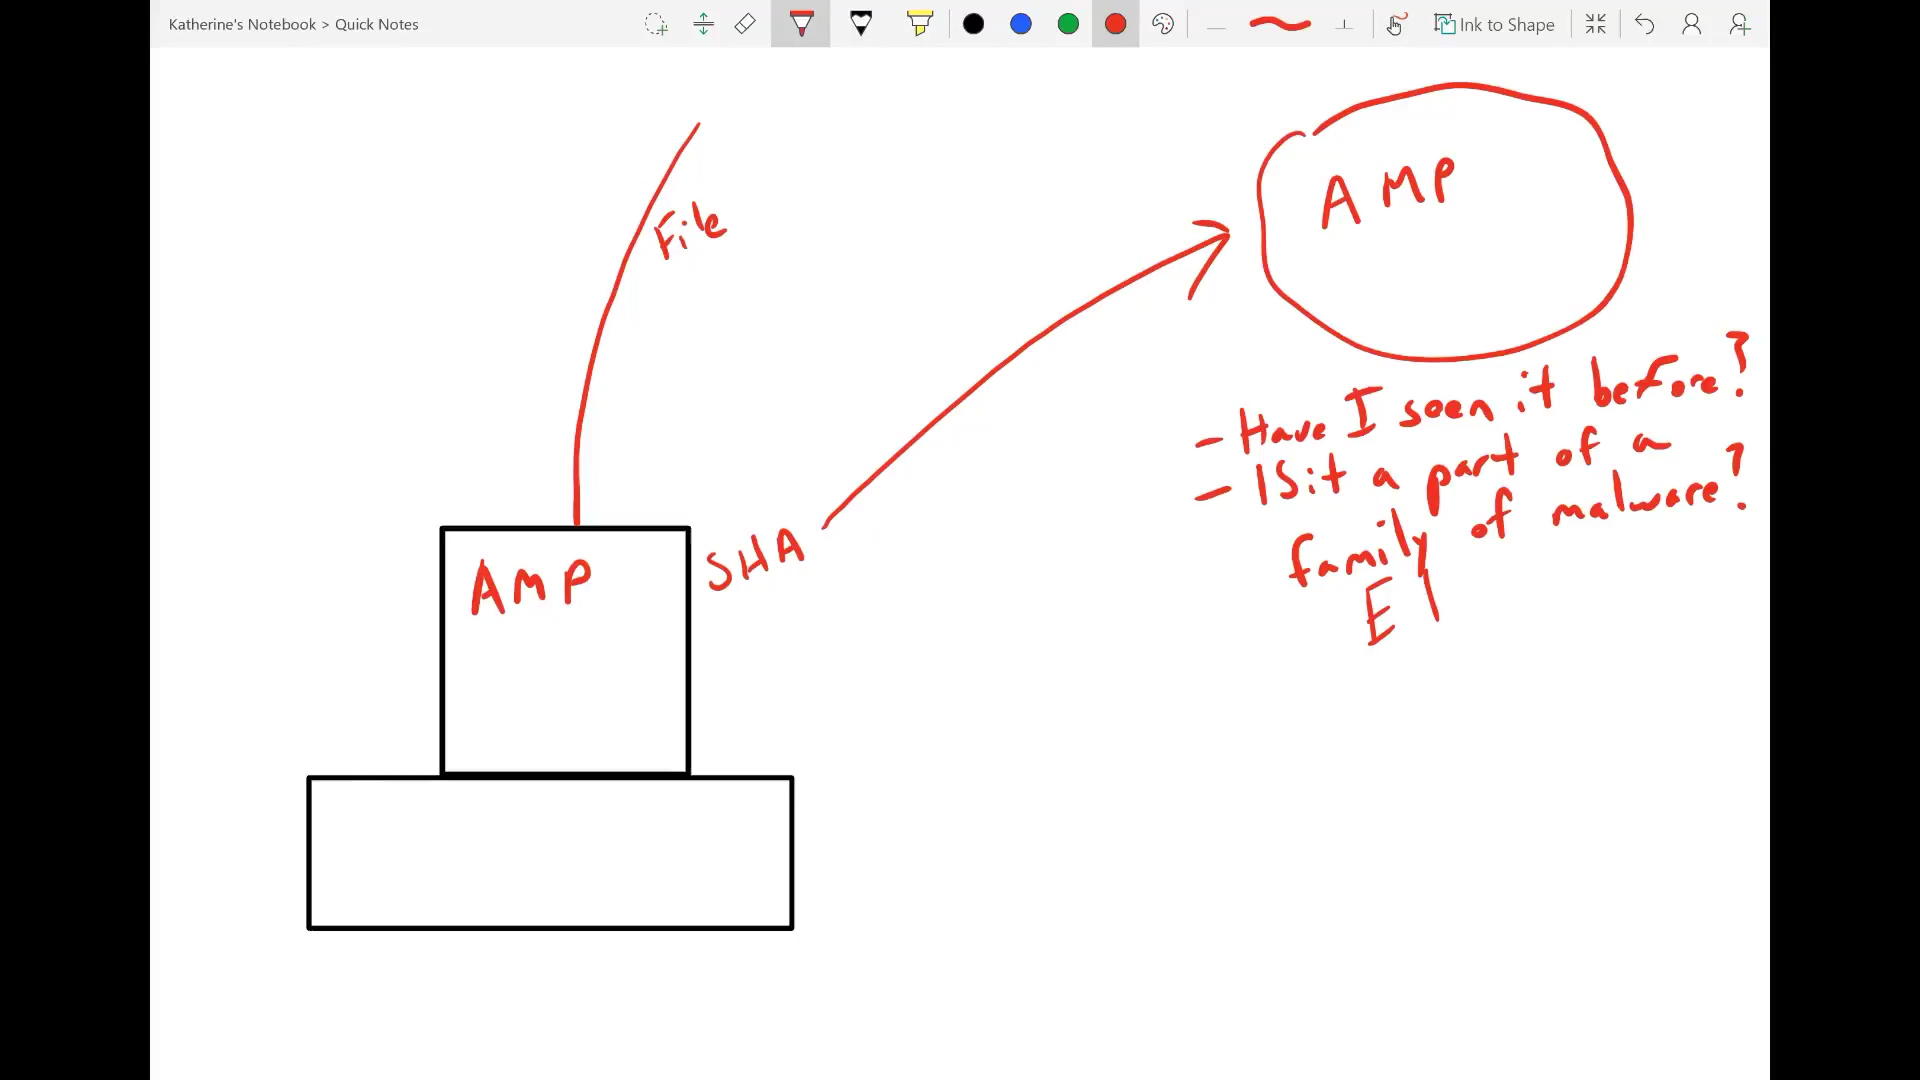 Katherine's Notebook > Quick Notes
Ink to Shape
File
AMP
- Have I seen it before?
- IS it a part of a
family of malware?
E
SHA
AMP